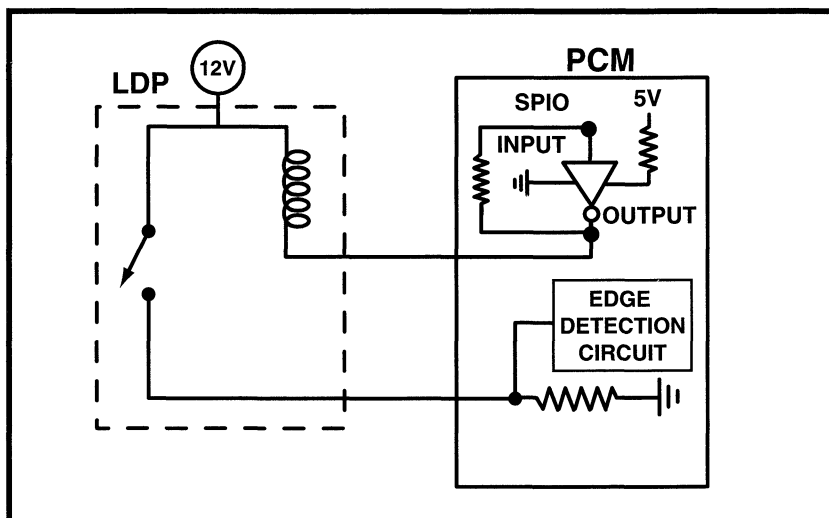 12V
LDP
PCM
SPIO
5V
INPUT
OUTPUT
EDGE
DETECTION
CIRCUIT